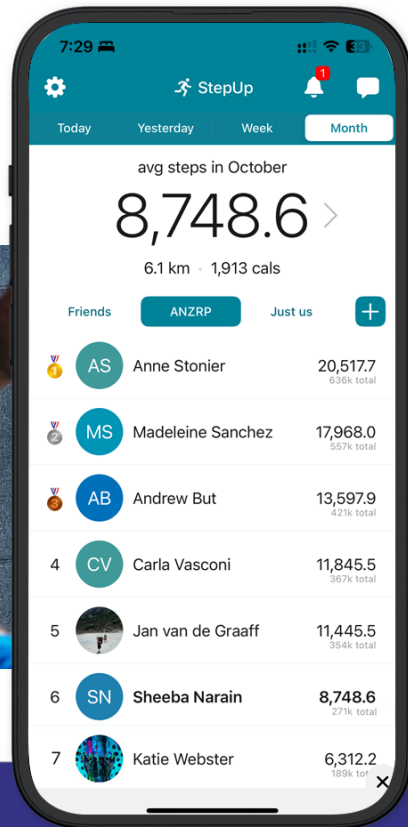 7:29
33
1
StepUp
Today Yesterday Week Month
avg steps in October
8,748.6
6.1 km · 1,913 cals
Friends ANZRP Just us +
1 AS Anne Stonier 20,517.7
636k total
2 MS Madeleine Sanchez 17,968.0
557k total
3 AB Andrew But 13,597.9
421k total
4 CV Carla Vasconi 11,845.5
367k total
5 Jan van de Graaff 11,445.5
354k total
6 SN Sheeba Narain 8,748.6
271k total
7 Katie Webster 6,312.2
189k